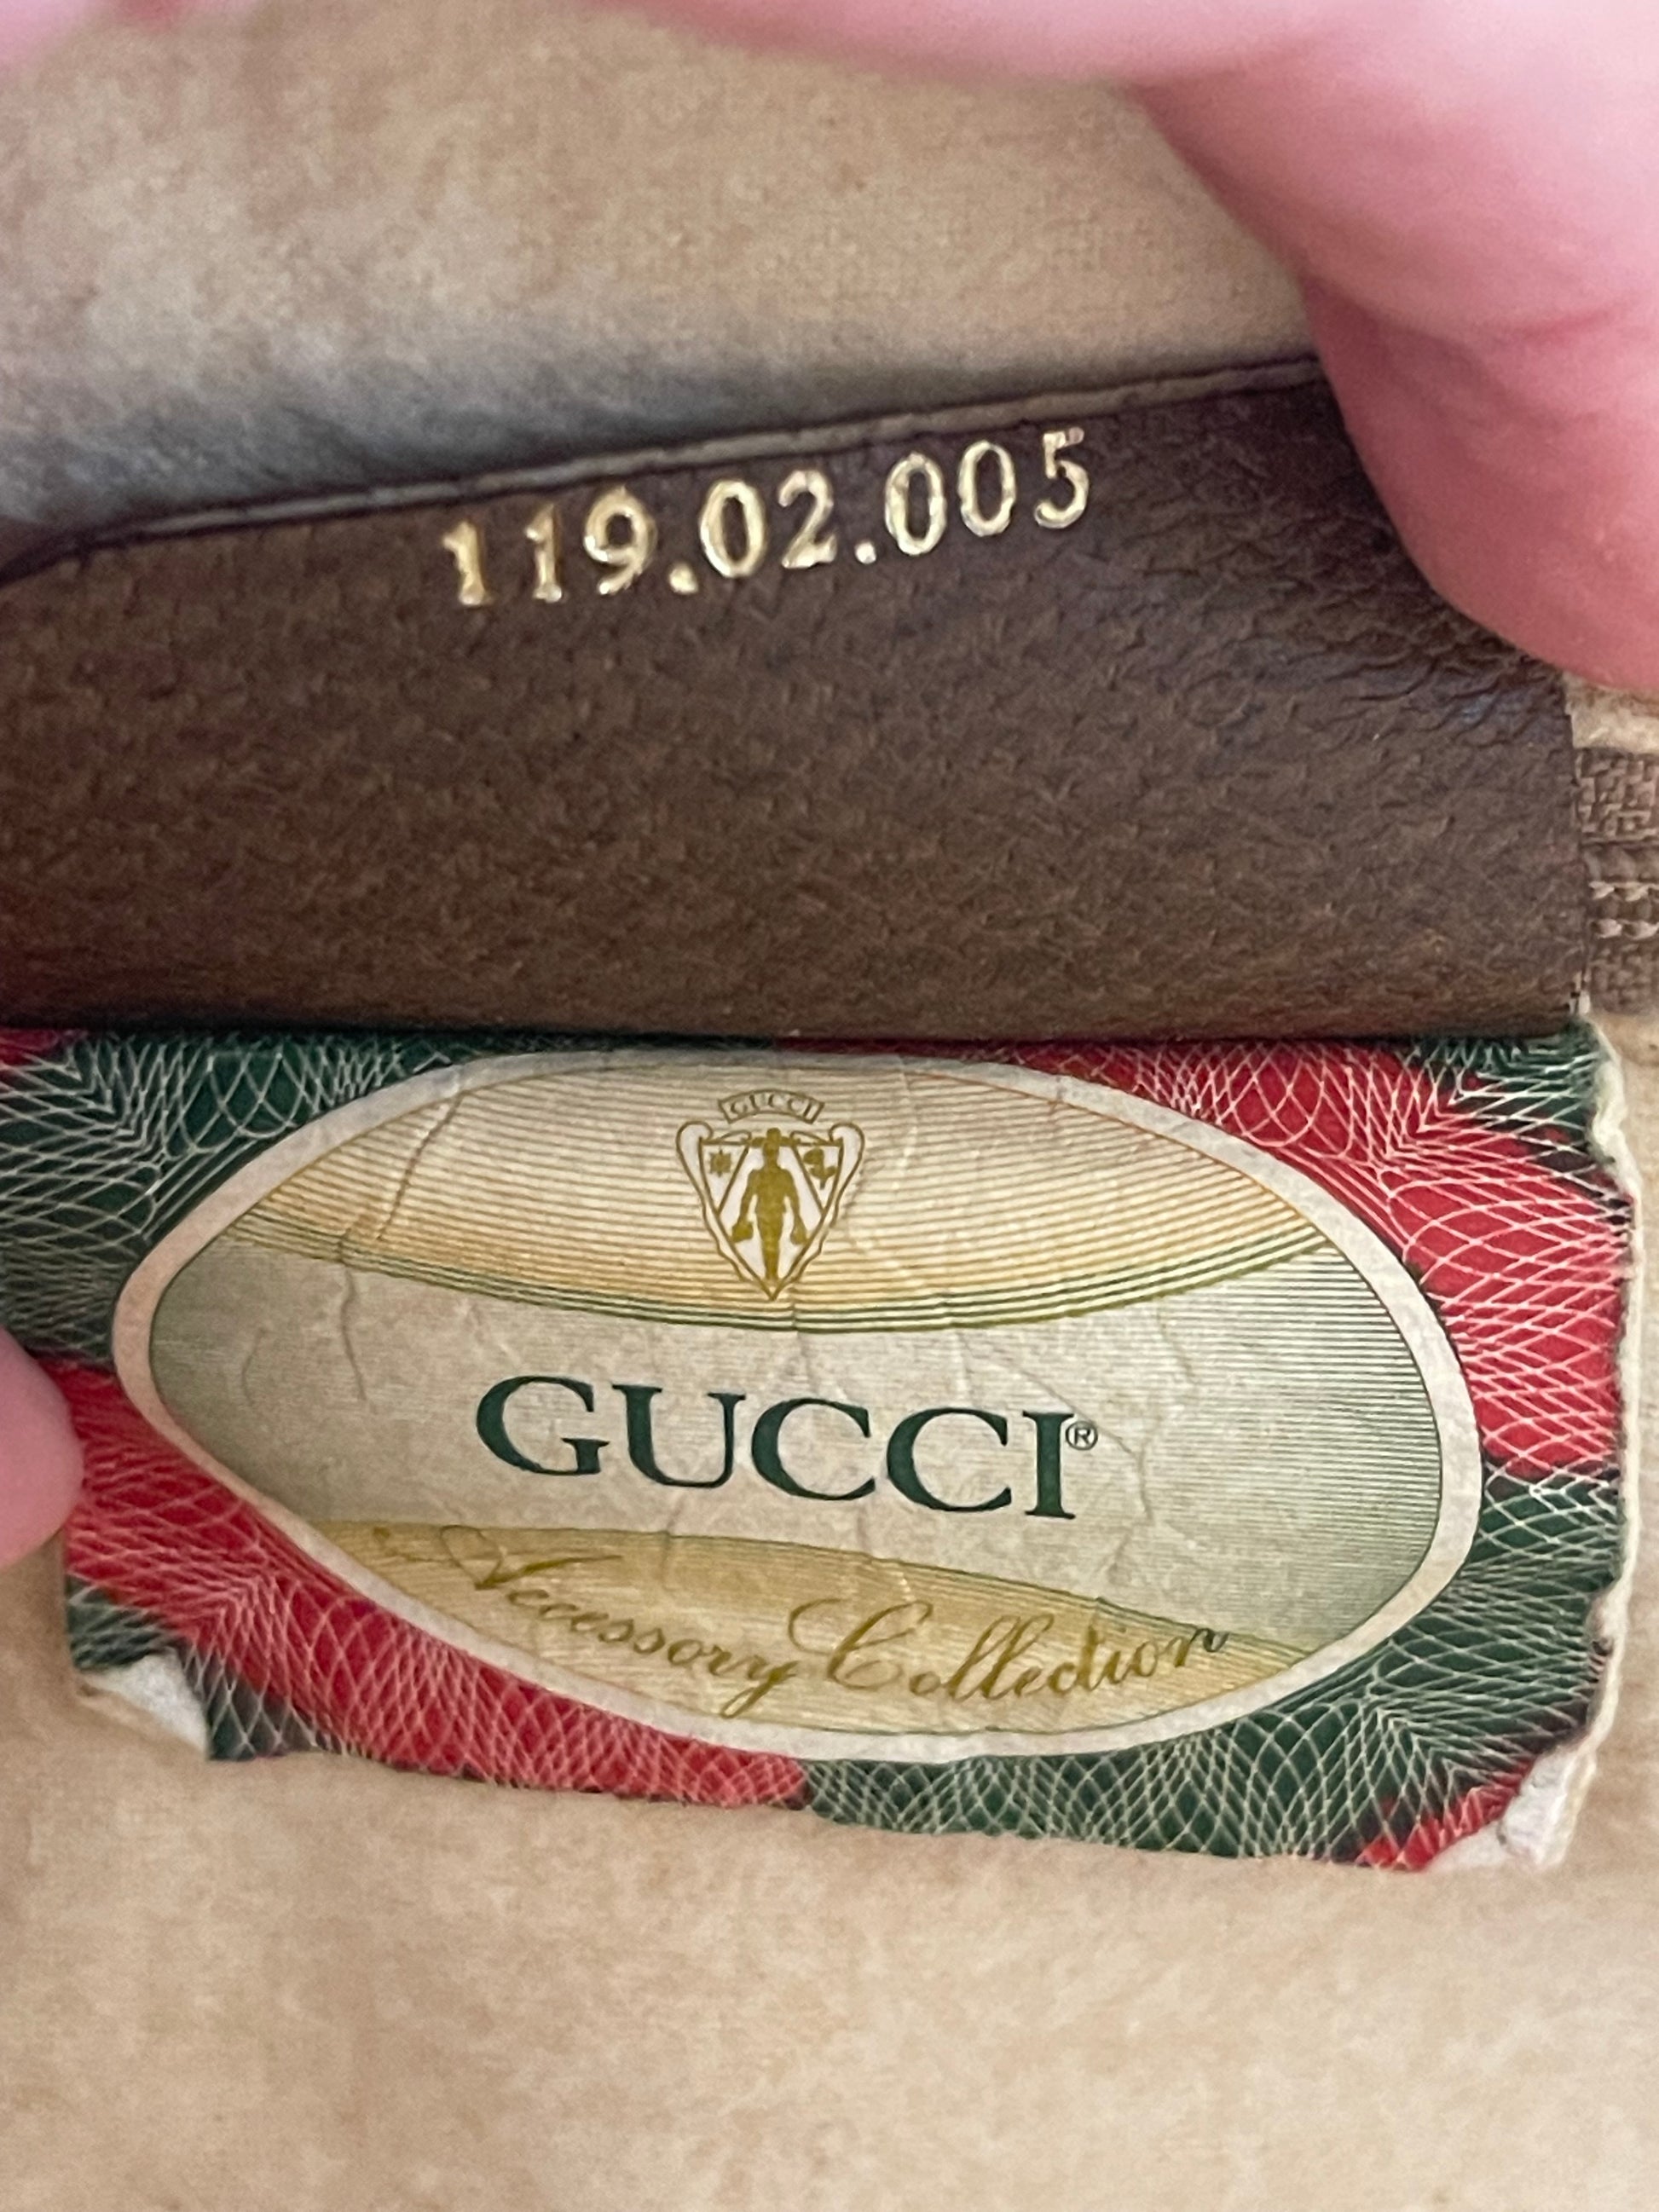 119.02.005
GUCCI
GUCCI®
Accessory Collection